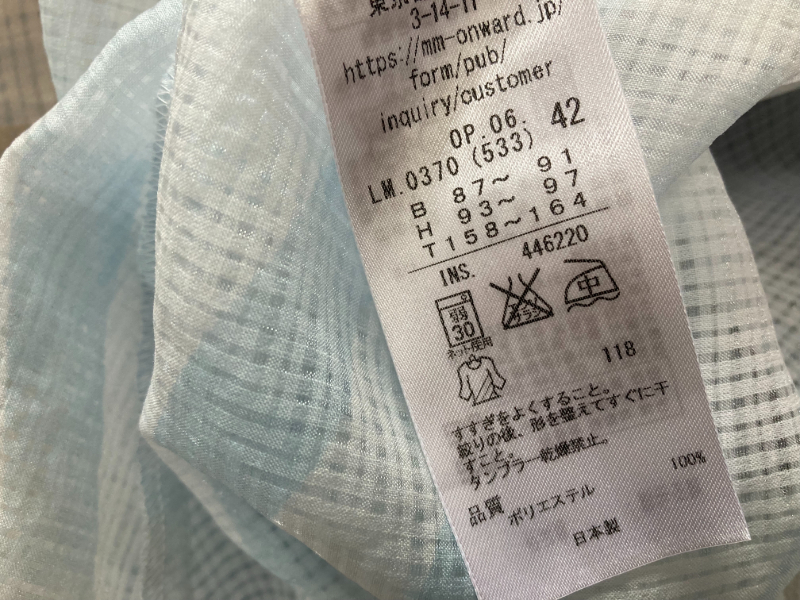 東京
3-14-11
https://mm-onward.jp/
form/pub/
inquiry/customer
OP.06. 42
LM.0370 (533)
B 87～ 91
H 93～ 97
T158～164
INS. 446220
弱
30
ネット使用
中
118
すすぎをよくすること。
絞りの後、形を整えてすぐに干
すこと。
タンブラー乾燥禁止。
品質 ポリエステル 100%
日本製